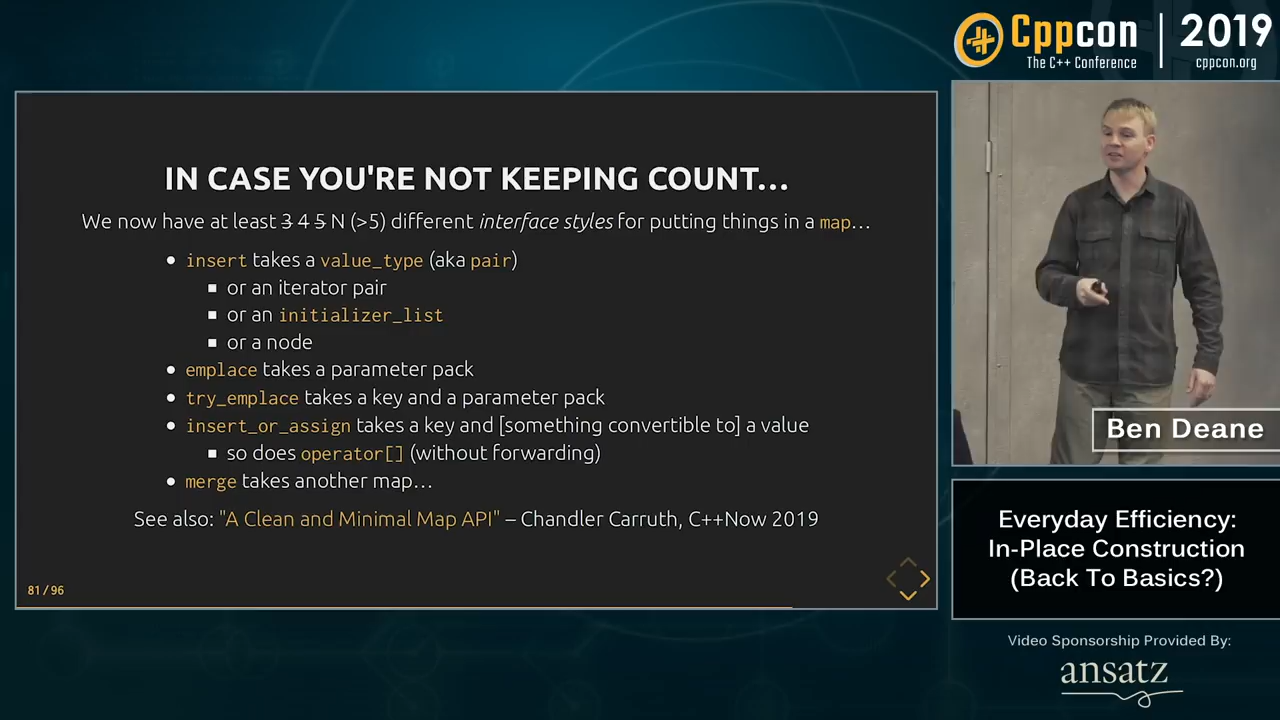 Cppcon | 2019
The C++ Conference
cppcon.org
IN CASE YOU'RE NOT KEEPING COUNT...
We now have at least 3 4 5 N (>5) different interface styles for putting things in a map...
insert takes a value_type (aka pair)
or an iterator pair
or an initializer_list
or a node
emplace takes a parameter pack
try_emplace takes a key and a parameter pack
insert_or_assign takes a key and [something convertible to] a value
so does operator[] (without forwarding)
merge takes another map...
See also: "A Clean and Minimal Map API" – Chandler Carruth, C++Now 2019
81 / 96
Ben Deane
Everyday Efficiency:
In-Place Construction
(Back To Basics?)
Video Sponsorship Provided By:
ansatz